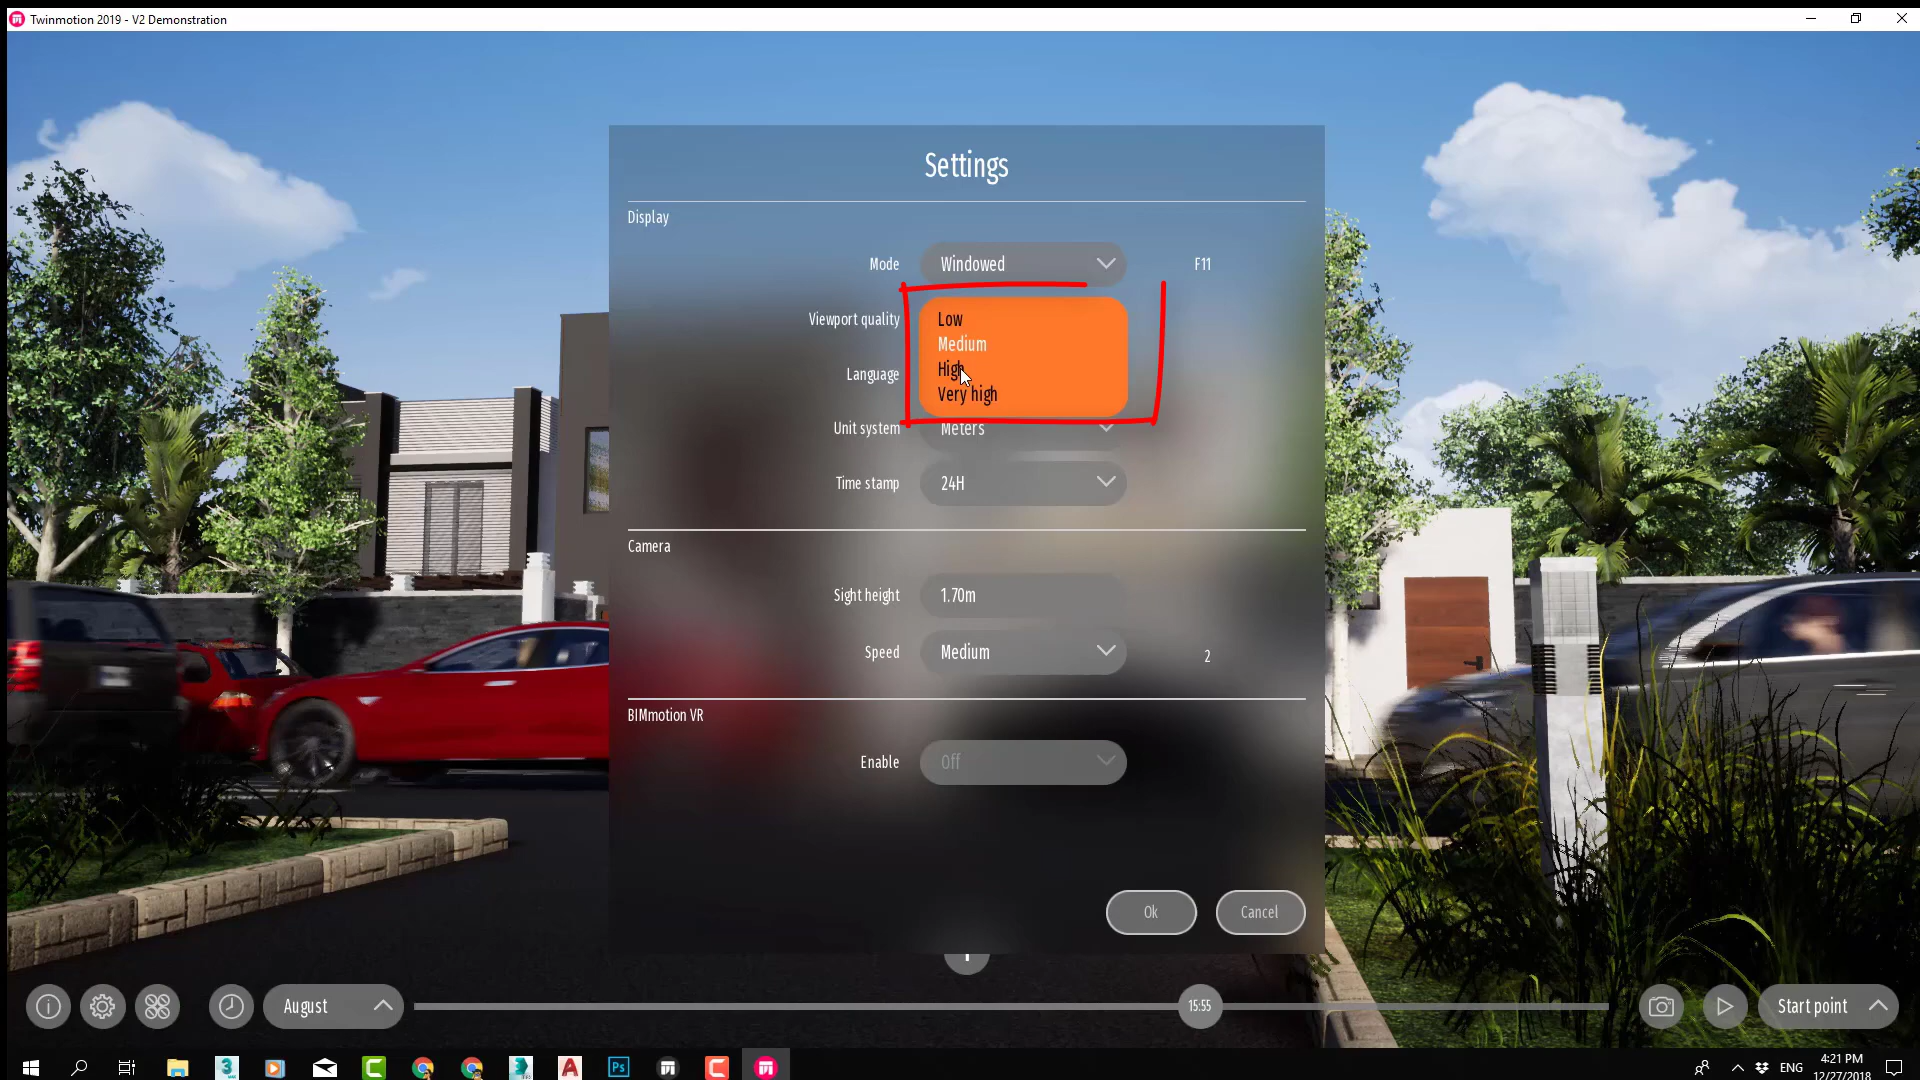 Twinmotion 2019 - V2 Demonstration
Settings
Display
Mode
Windowed
F11
Viewport quality
Low
Medium
High
Very high
Language
Unit system
Meters
Time stamp
24H
Camera
Sight height
1.70m
Speed
Medium
2
BIMmotion VR
Enable
Off
Ok
Cancel
August
15:55
Start point
Ps
ENG
4:21 PM
12/27/2018